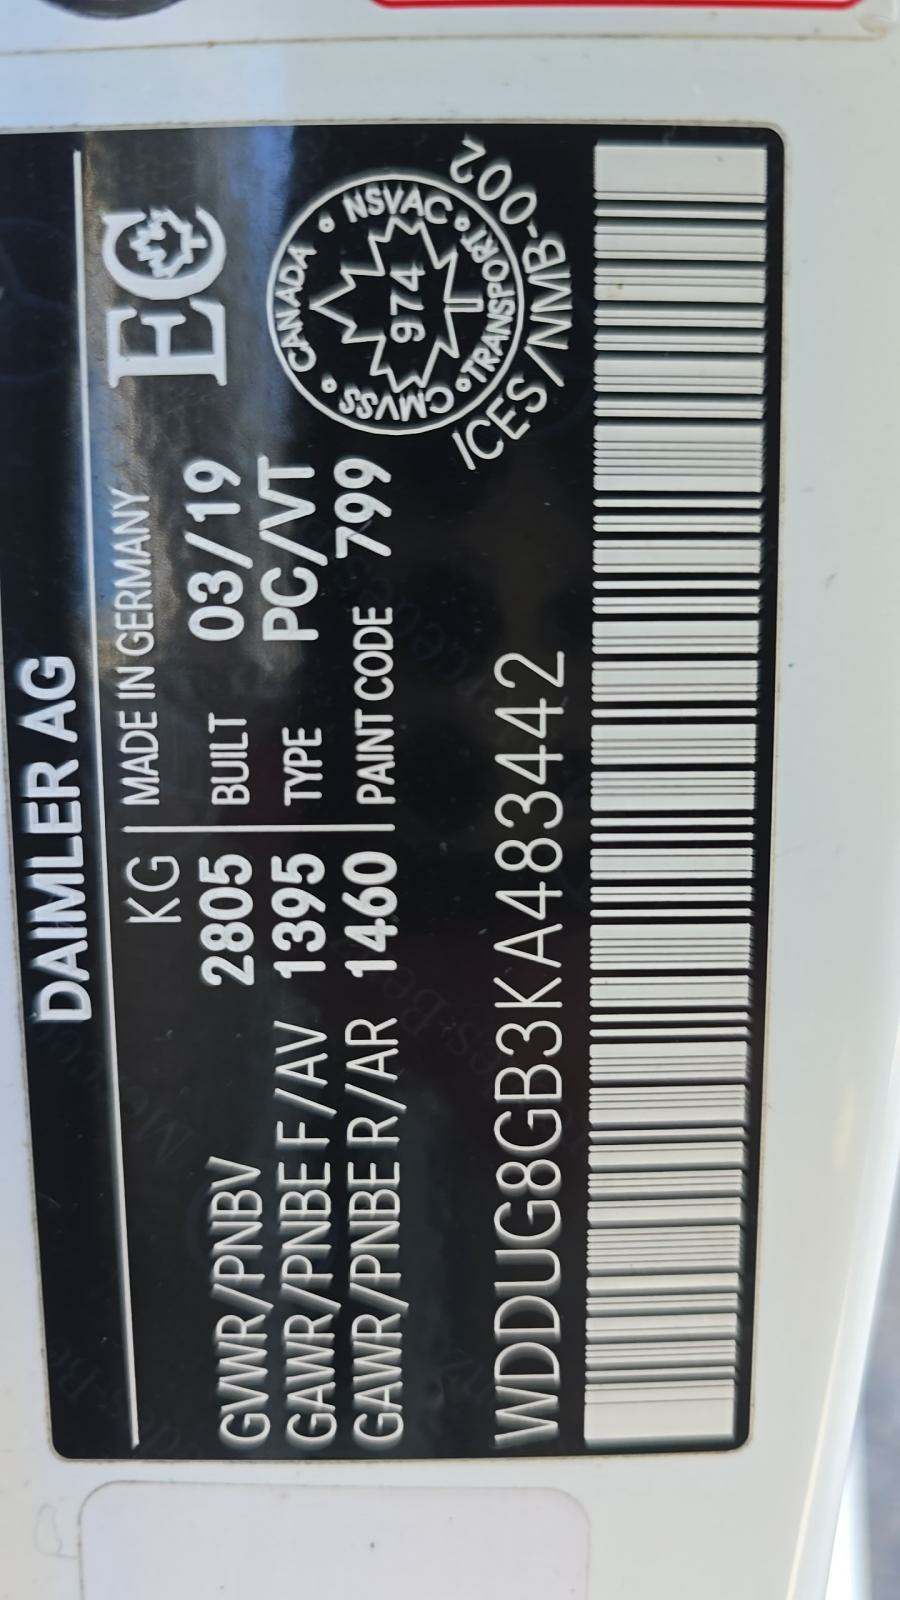 DAIMLER AG
KG MADE IN GERMANY
GVWR/PNBV 2805 BUILT 03/19
GAWR/PNBE F/AV 1395 TYPE PC/VT
GAWR/PNBE R/AR 1460 PAINT CODE 799
EC
CANADA • NSVAC • TRANSPORT • CMVSS •
974
ICES/NMB-002
WDDUG8GB3KA483442